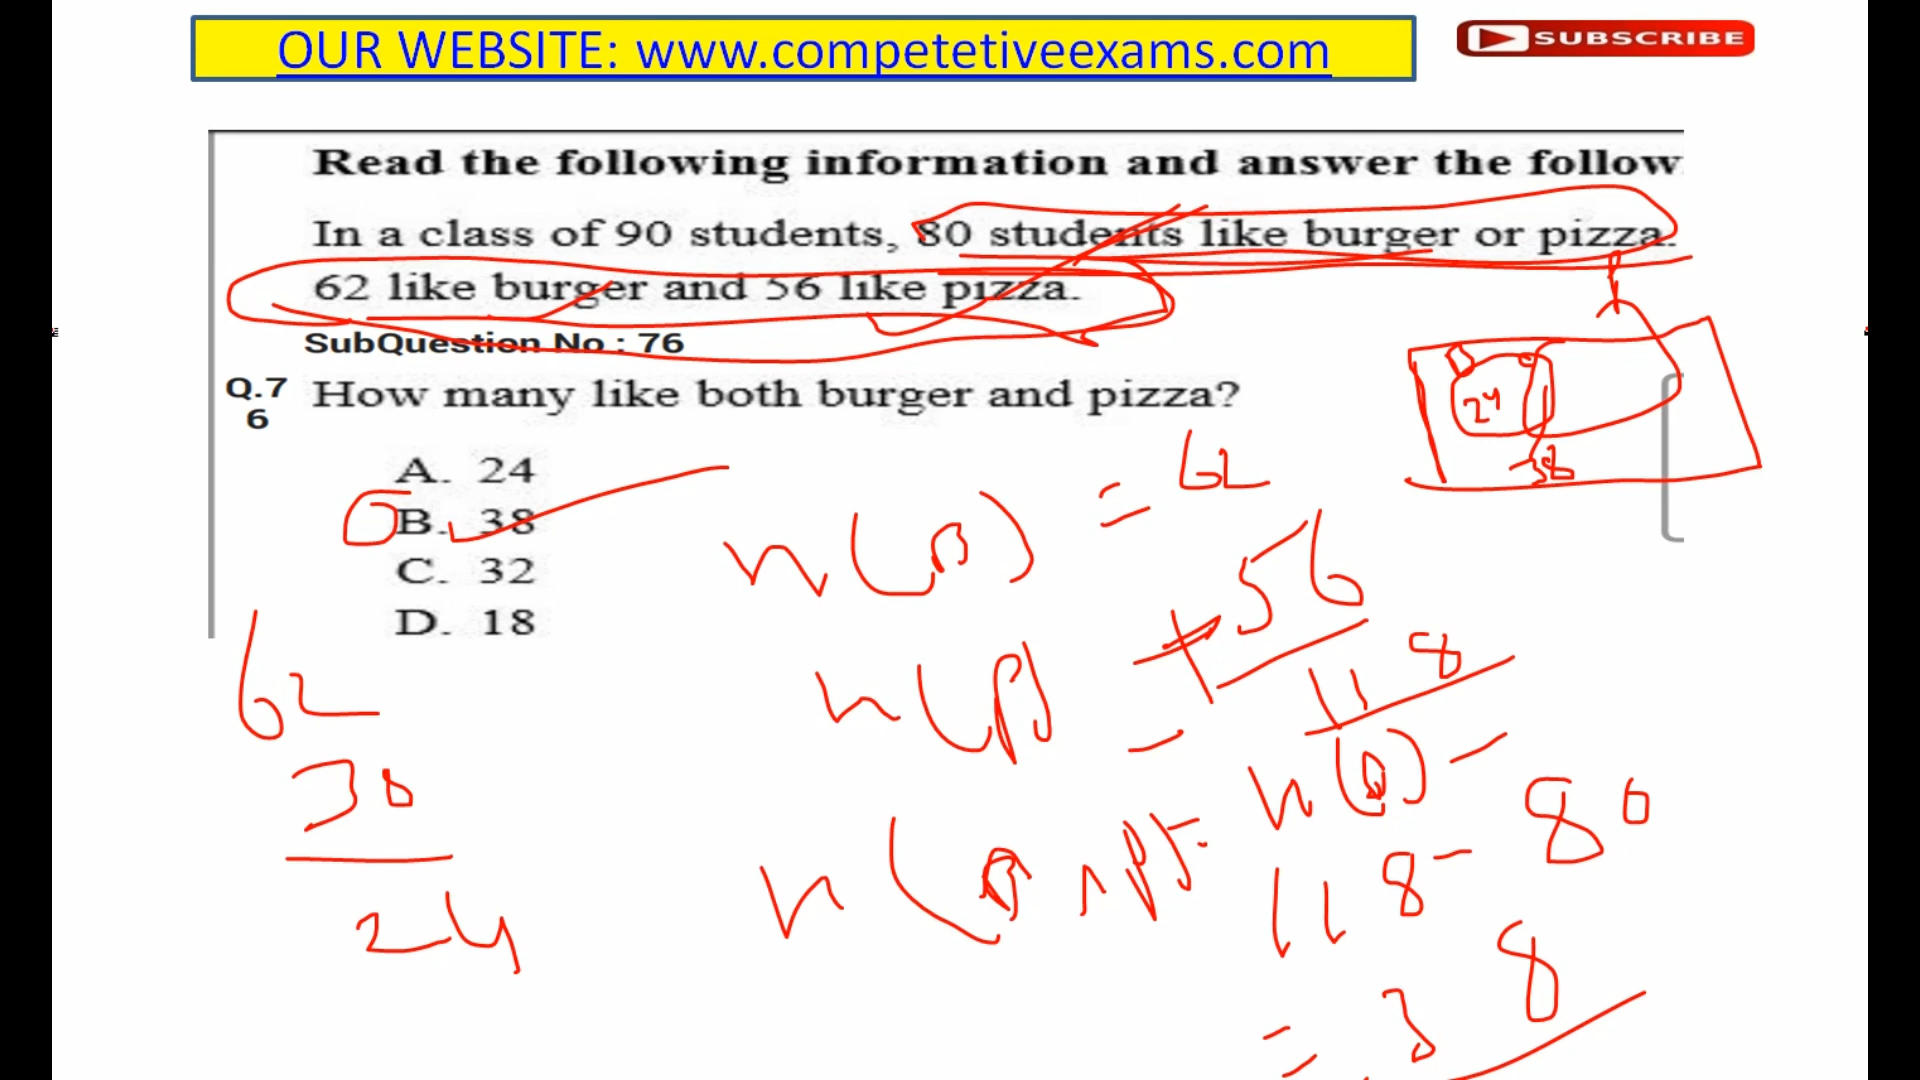 OUR WEBSITE: www.competetiveexams.com
SUBSCRIBE
Read the following information and answer the follow
In a class of 90 students, 80 students like burger or pizza.
62 like burger and 56 like pizza.
SubQuestion No : 76
Q.7
6
How many like both burger and pizza?
A. 24
B. 38
C. 32
D. 18
24
38
n(B) = 62
+56
n(P) =
118
n(B∩P)=
118-80
= 38
62
38
24